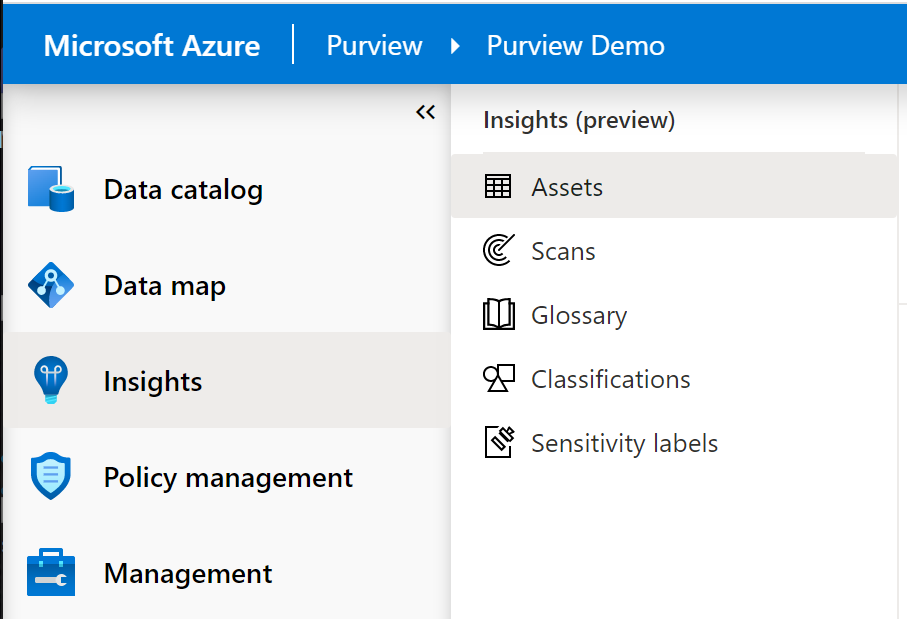 Microsoft Azure Purview Purview Demo
Data catalog
Data map
Insights
Policy management
Management
Insights (preview)
Assets
Scans
Glossary
Classifications
Sensitivity labels